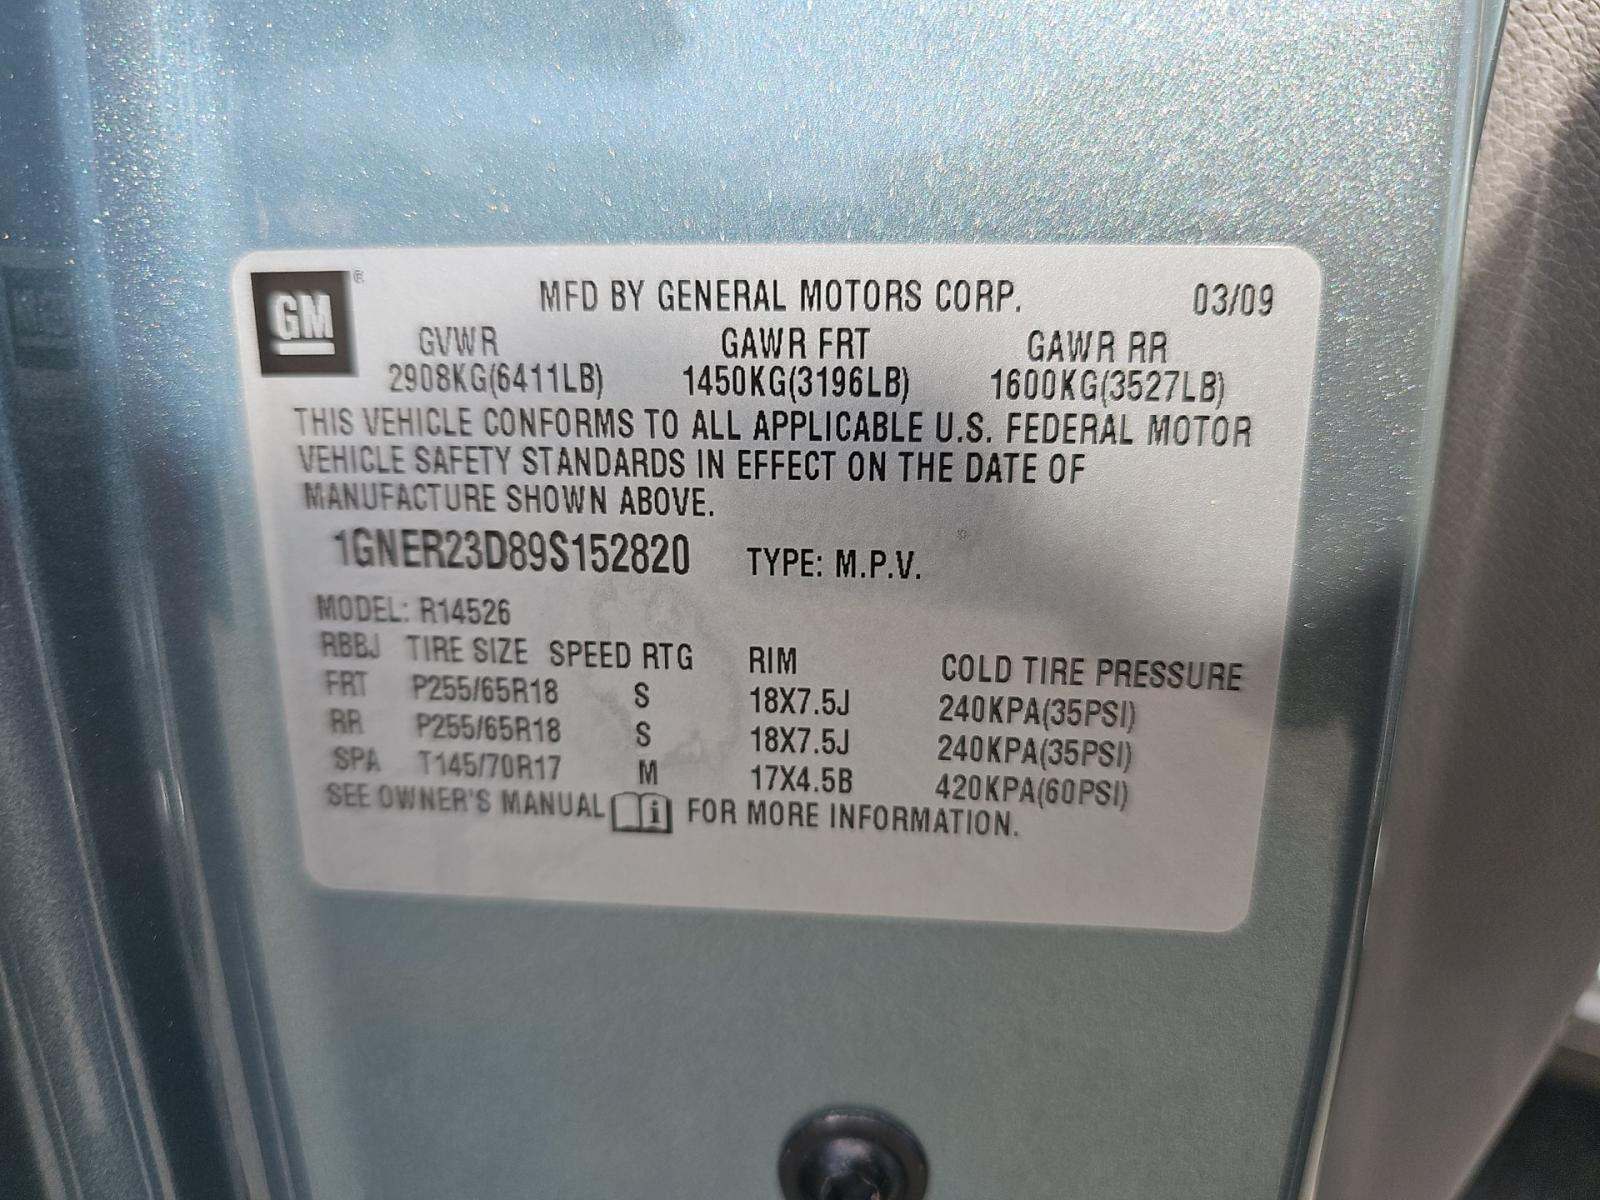 GM ®
MFD BY GENERAL MOTORS CORP. 03/09
GVWR GAWR FRT GAWR RR
2908KG(6411LB) 1450KG(3196LB) 1600KG(3527LB)
THIS VEHICLE CONFORMS TO ALL APPLICABLE U.S. FEDERAL MOTOR
VEHICLE SAFETY STANDARDS IN EFFECT ON THE DATE OF
MANUFACTURE SHOWN ABOVE.
1GNER23D89S152820 TYPE: M.P.V.
MODEL: R14526
RBBJ TIRE SIZE SPEED RTG RIM COLD TIRE PRESSURE
FRT P255/65R18 S 18X7.5J 240KPA(35PSI)
RR P255/65R18 S 18X7.5J 240KPA(35PSI)
SPA T145/70R17 M 17X4.5B 420KPA(60PSI)
SEE OWNER'S MANUAL i FOR MORE INFORMATION.